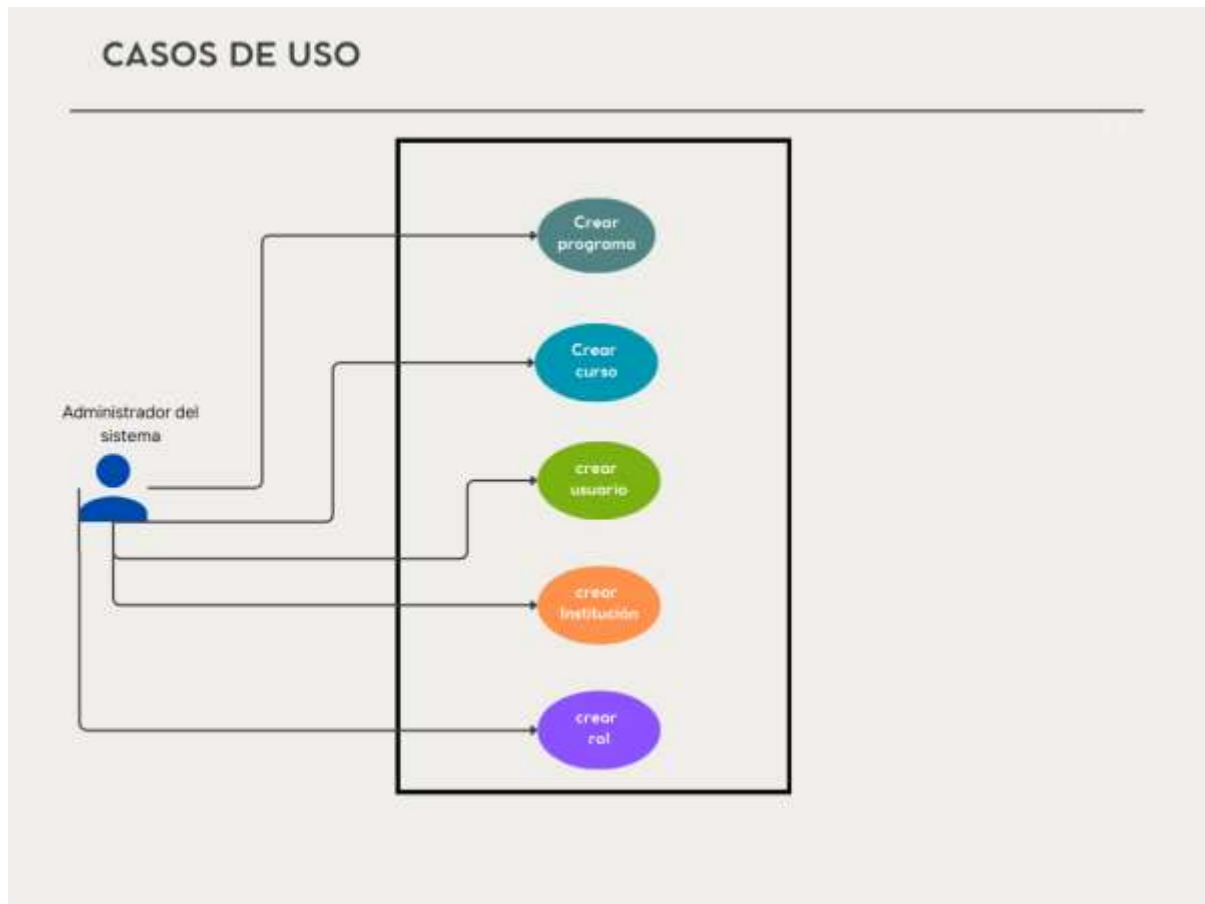 CASOS DE USO
Crear
programa
Crear
curso
Administrador del
sistema
crear
usuario
crear
Institución
crear
rol